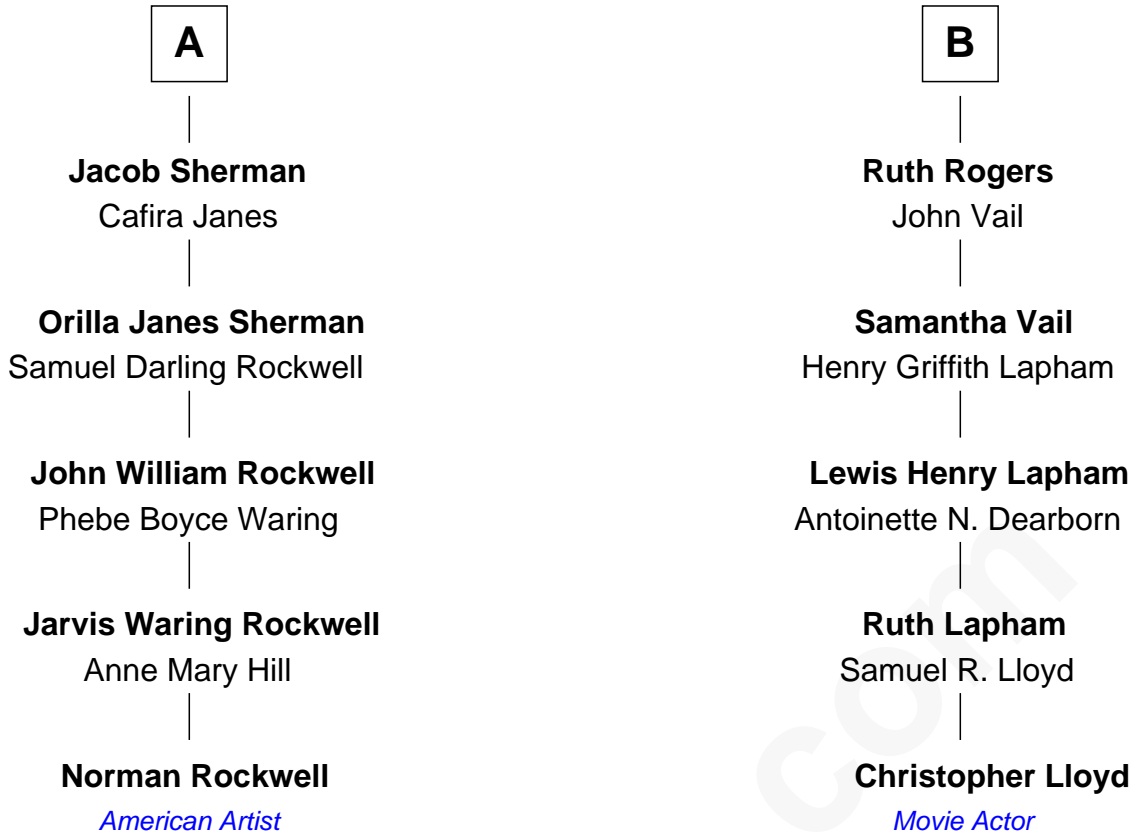 A
Jacob Sherman
Cafira Janes
Orilla Janes Sherman
Samuel Darling Rockwell
John William Rockwell
Phebe Boyce Waring
Jarvis Waring Rockwell
Anne Mary Hill
Norman Rockwell
American Artist
B
Ruth Rogers
John Vail
Samantha Vail
Henry Griffith Lapham
Lewis Henry Lapham
Antoinette N. Dearborn
Ruth Lapham
Samuel R. Lloyd
Christopher Lloyd
Movie Actor
com